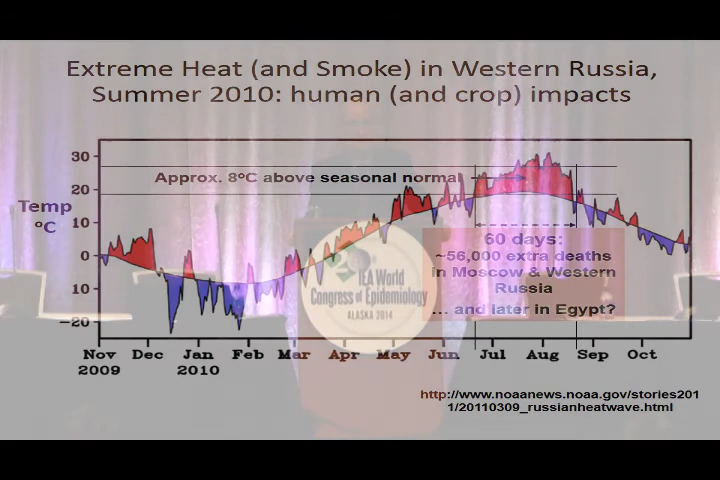 Extreme Heat (and Smoke) in Western Russia,
Summer 2010: human (and crop) impacts
30
Approx. 8°C above seasonal normal
20
Temp
°C
10
0
10
-20
60 days:
~56,000 extra deaths
in Moscow & Western
Russia
... and later in Egypt?
IEA World
Congress of Epidemiology
ALASKA 2014
Nov Dec Jan Feb Mar Apr May Jun Jul Aug Sep Oct
2009 2010
http://www.noaanews.noaa.gov/stories201
1/20110309_russianheatwave.html